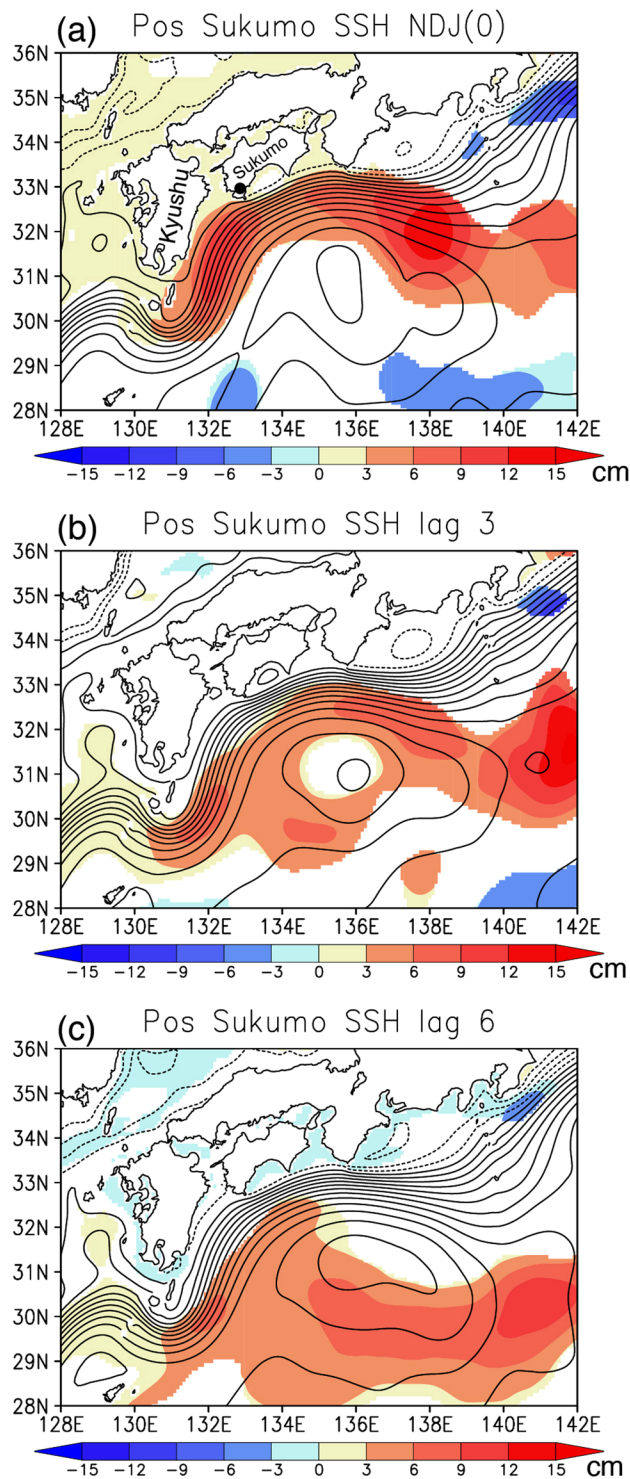 (a) Pos Sukumo SSH NDJ(0)
36N
35N
34N
33N
32N
31N
30N
29N
28N
Kyushu
Sukumo
128E 130E 132E 134E 136E 138E 140E 142E
-15 -12 -9 -6 -3 0 3 6 9 12 15 cm
(b) Pos Sukumo SSH lag 3
36N
35N
34N
33N
32N
31N
30N
29N
28N
128E 130E 132E 134E 136E 138E 140E 142E
-15 -12 -9 -6 -3 0 3 6 9 12 15 cm
(c) Pos Sukumo SSH lag 6
36N
35N
34N
33N
32N
31N
30N
29N
28N
128E 130E 132E 134E 136E 138E 140E 142E
-15 -12 -9 -6 -3 0 3 6 9 12 15 cm